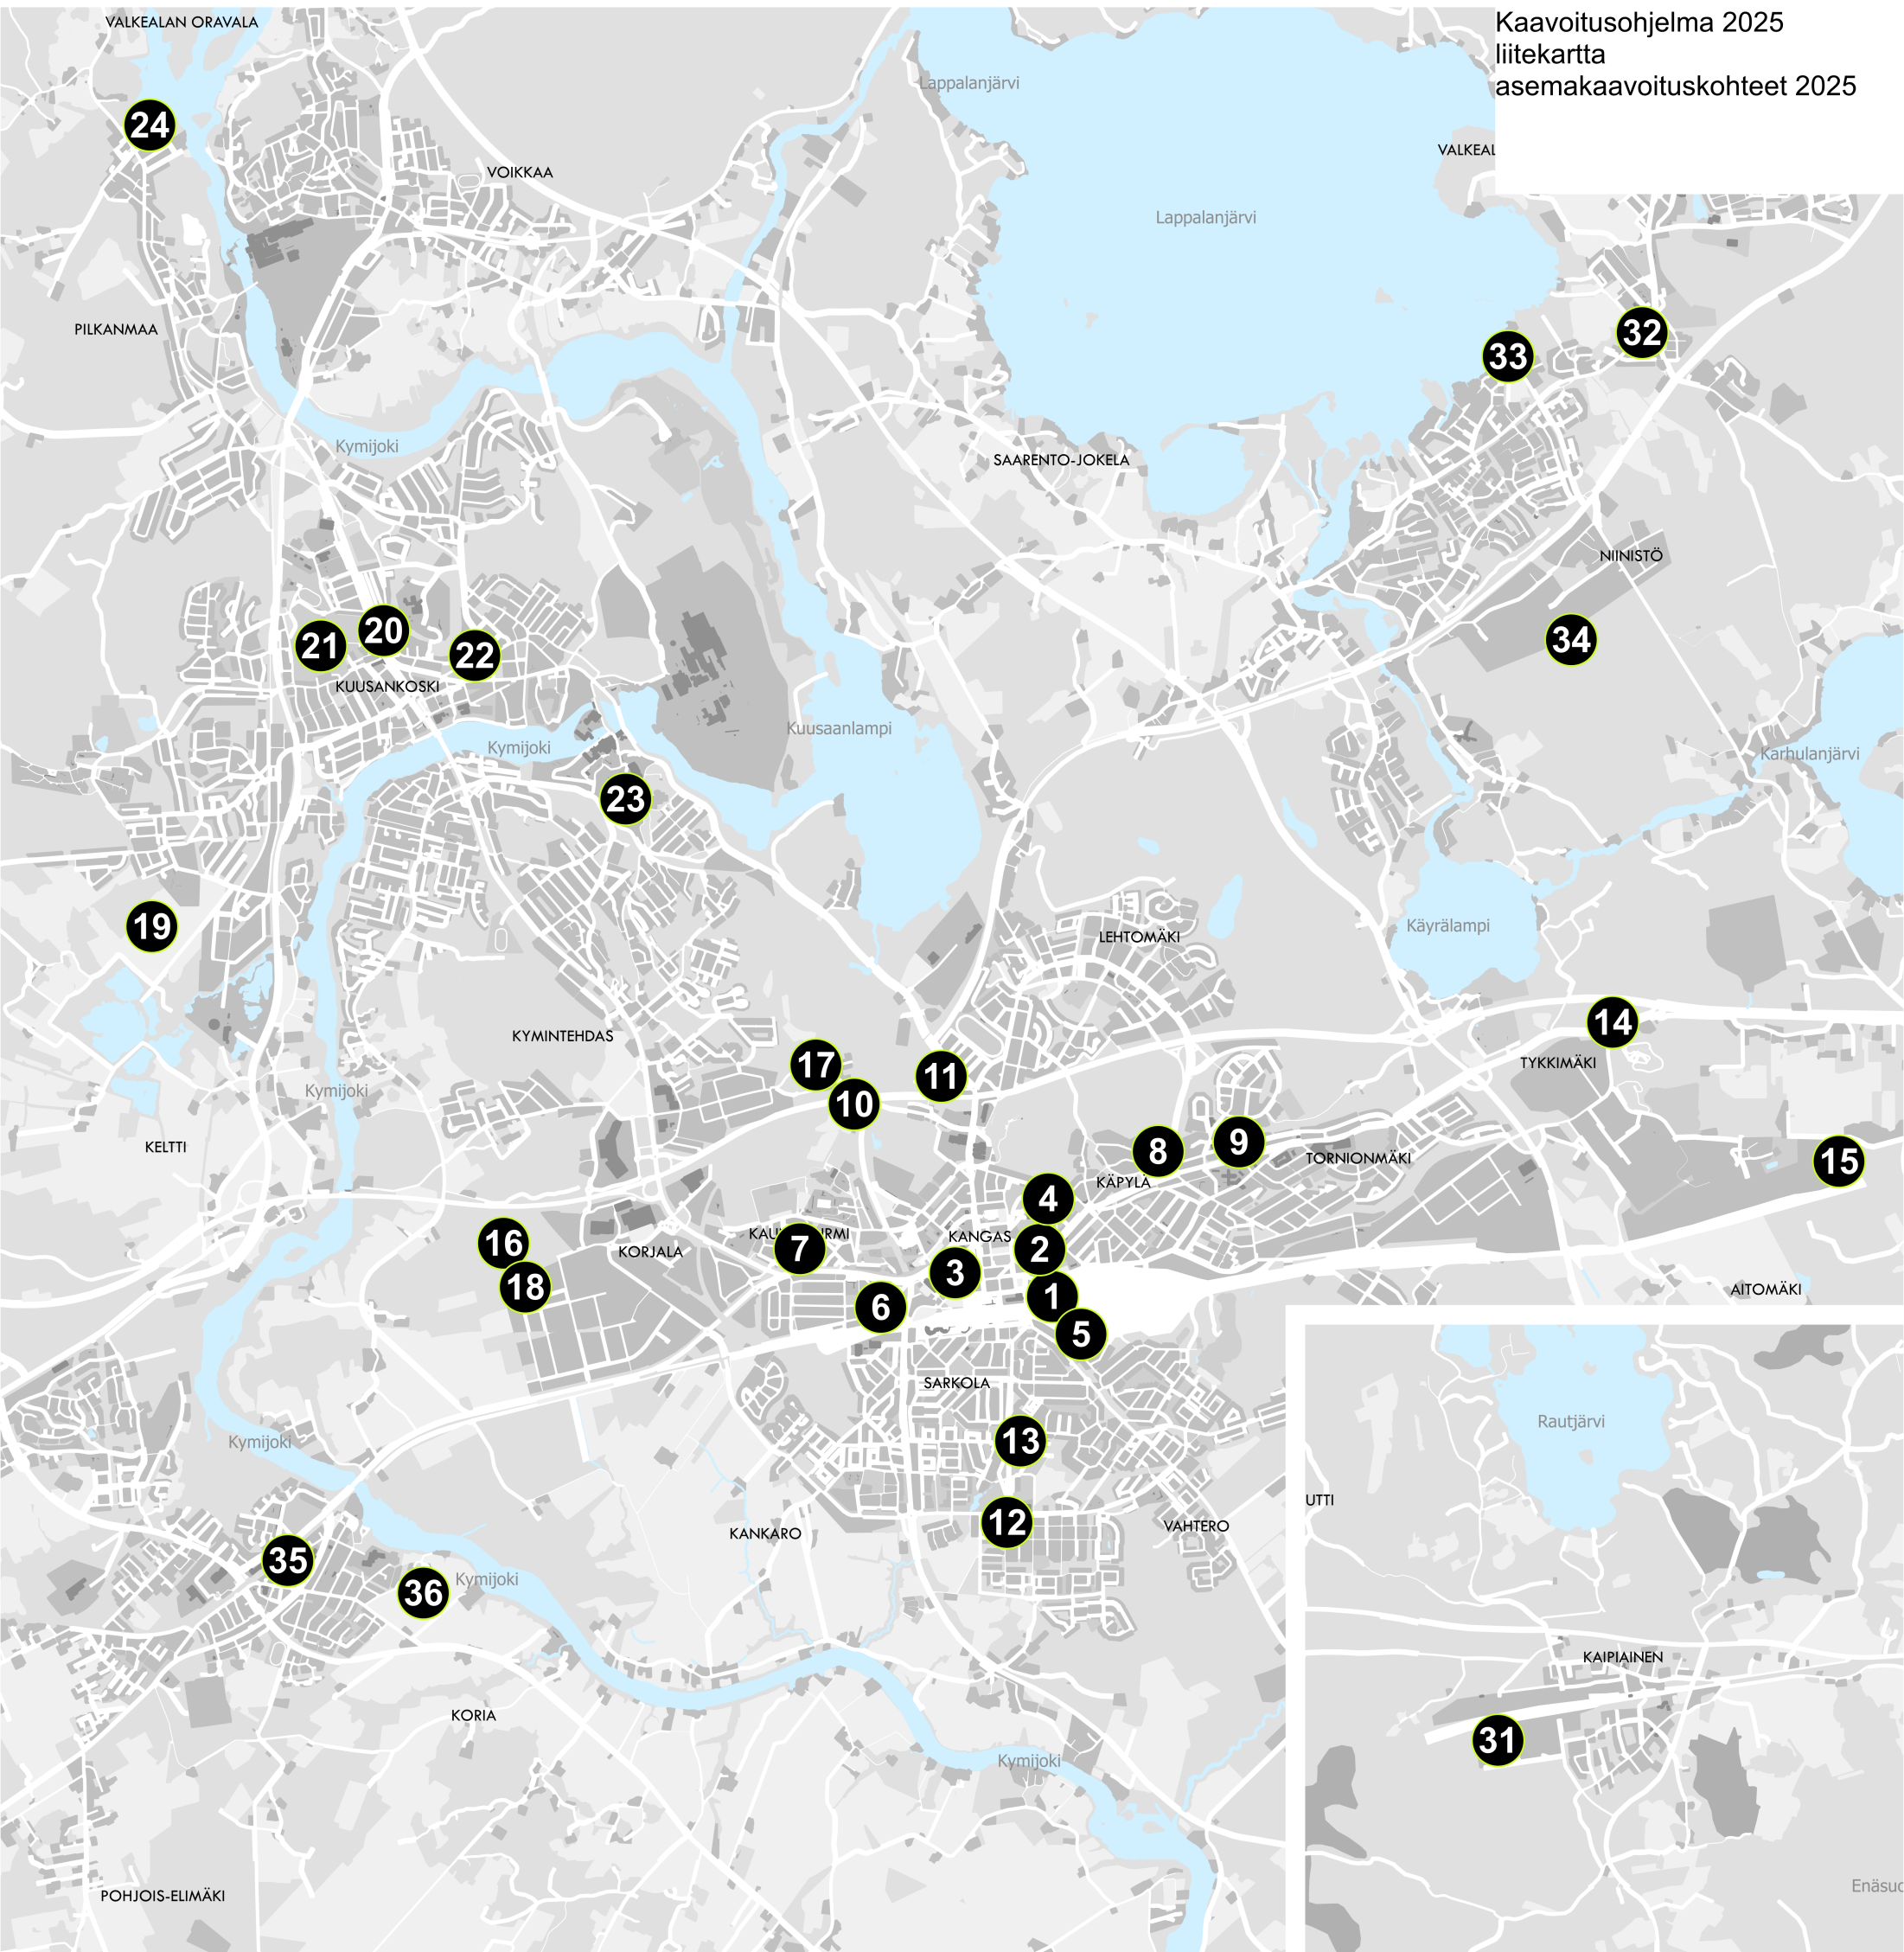 Kaavoitusohjelma 2025
liitekartta
asemakaavoituskohteet 2025
VALKEALAN ORAVALA
Lappalanjärvi
24
VOIKKAA
Lappalanjärvi
PILKANMAA
32
33
Kymijoki
SAARENTO-JOKELA
NIINISTÖ
20
21
22
34
KUUSANKOSKI
Kymijoki
Kuusaanlampi
Karhulanjärvi
23
19
LEHTOMÄKI
Käyrälampi
14
KYMINTEHDAS
17
11
TYKKIMÄKI
Kymijoki
10
KELTTI
8
9
TORNIONMÄKI
15
KÄPYLÄ
4
16
KORJALA
7
KANGAS
2
3
18
6
1
AITOMÄKI
5
SARKOLA
Kymijoki
13
Rautjärvi
UTTI
12
KANKARO
VAHTERO
35
Kymijoki
36
KAIPIAINEN
KORIA
31
Kymijoki
POHJOIS-ELIMÄKI